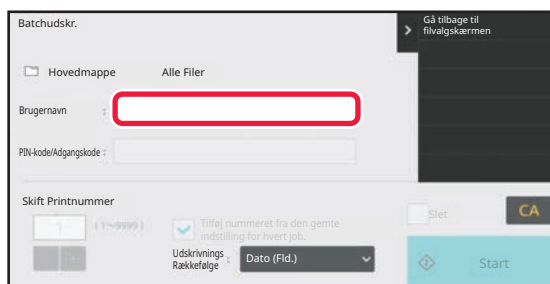 Batchudskr.
Gå tilbage til
filvalgskærmen
Hovedmappe Alle Filer
Brugernavn :
PIN-kode/Adgangskode :
Skift Printnummer
1 (1~9999)
Tilføj nummeret fra den gemte
indstilling for hvert job.
Slet
CA
Udskrivnings
Rækkefølge : Dato (Fld.)
Start